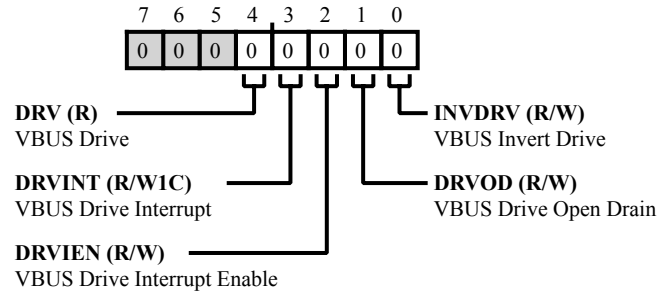 7 6 5 4 3 2 1 0
0 0 0 0 0 0 0 0
DRV (R)
VBUS Drive
DRVINT (R/W1C)
VBUS Drive Interrupt
DRVIEN (R/W)
VBUS Drive Interrupt Enable
INVDRV (R/W)
VBUS Invert Drive
DRVOD (R/W)
VBUS Drive Open Drain